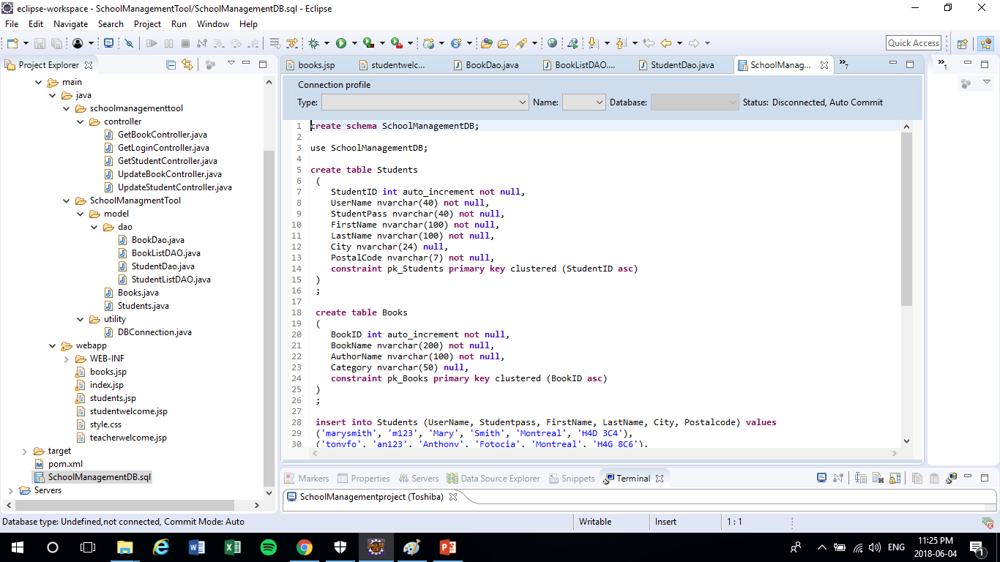 eclipse-workspace - SchoolManagementTool/SchoolManagementDB.sql - Eclipse
File Edit Navigate Search Project Run Window Help
Quick Access
Project Explorer
main
java
schoolmanagementtool
controller
GetBookController.java
GetLoginController.java
GetStudentController.java
UpdateBookController.java
UpdateStudentController.java
SchoolManagmentTool
model
dao
BookDao.java
BookListDAO.java
StudentDao.java
StudentListDAO.java
Books.java
Students.java
utility
DBConnection.java
webapp
WEB-INF
books.jsp
index.jsp
students.jsp
studentwelcome.jsp
style.css
teacherwelcome.jsp
target
pom.xml
SchoolManagementDB.sql
Servers
books.jsp studentwelc... BookDao.java BookListDAO.... StudentDao.java SchoolManag... »7
»1
Connection profile
Type: Name: Database: Status: Disconnected, Auto Commit
1 create schema SchoolManagementDB;
2
3 use SchoolManagementDB;
4
5 create table Students
6 (
7 StudentID int auto_increment not null,
8 UserName nvarchar(40) not null,
9 StudentPass nvarchar(40) not null,
10 FirstName nvarchar(100) not null,
11 LastName nvarchar(100) not null,
12 City nvarchar(24) null,
13 PostalCode nvarchar(7) not null,
14 constraint pk_Students primary key clustered (StudentID asc)
15 )
16 ;
17
18 create table Books
19 (
20 BookID int auto_increment not null,
21 BookName nvarchar(200) not null,
22 AuthorName nvarchar(100) not null,
23 Category nvarchar(50) null,
24 constraint pk_Books primary key clustered (BookID asc)
25 )
26 ;
27
28 insert into Students (UserName, Studentpass, FirstName, LastName, City, Postalcode) values
29 ('marysmith', 'm123', 'Mary', 'Smith', 'Montreal', 'H4D 3C4'),
30 ('tonyfo', 'an123', 'Anthony', 'Fotocia', 'Montreal', 'H4G 8C6'),
Markers Properties Servers Data Source Explorer Snippets Terminal
SchoolManagementproject (Toshiba)
Database type: Undefined,not connected, Commit Mode: Auto
Writable Insert 1 : 1
ENG
11:25 PM
2018-06-04
1